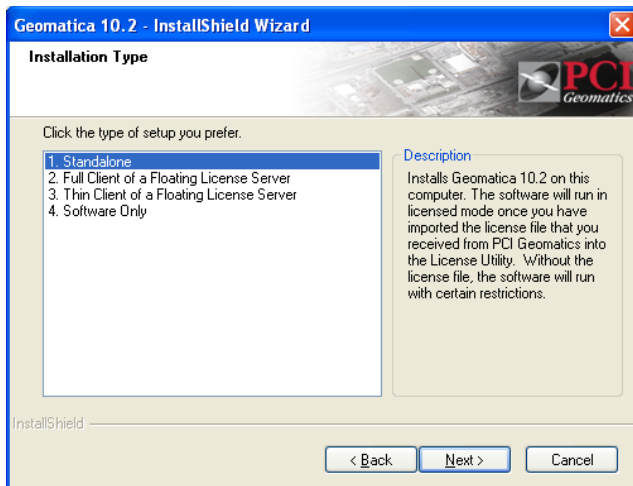 Geomatica 10.2 - InstallShield Wizard
Installation Type
PCI
Geomatics
Click the type of setup you prefer.
1. Standalone
2. Full Client of a Floating License Server
3. Thin Client of a Floating License Server
4. Software Only
Description
Installs Geomatica 10.2 on this
computer. The software will run in
licensed mode once you have
imported the license file that you
received from PCI Geomatics into
the License Utility. Without the
license file, the software will run
with certain restrictions.
InstallShield
< Back
Next >
Cancel